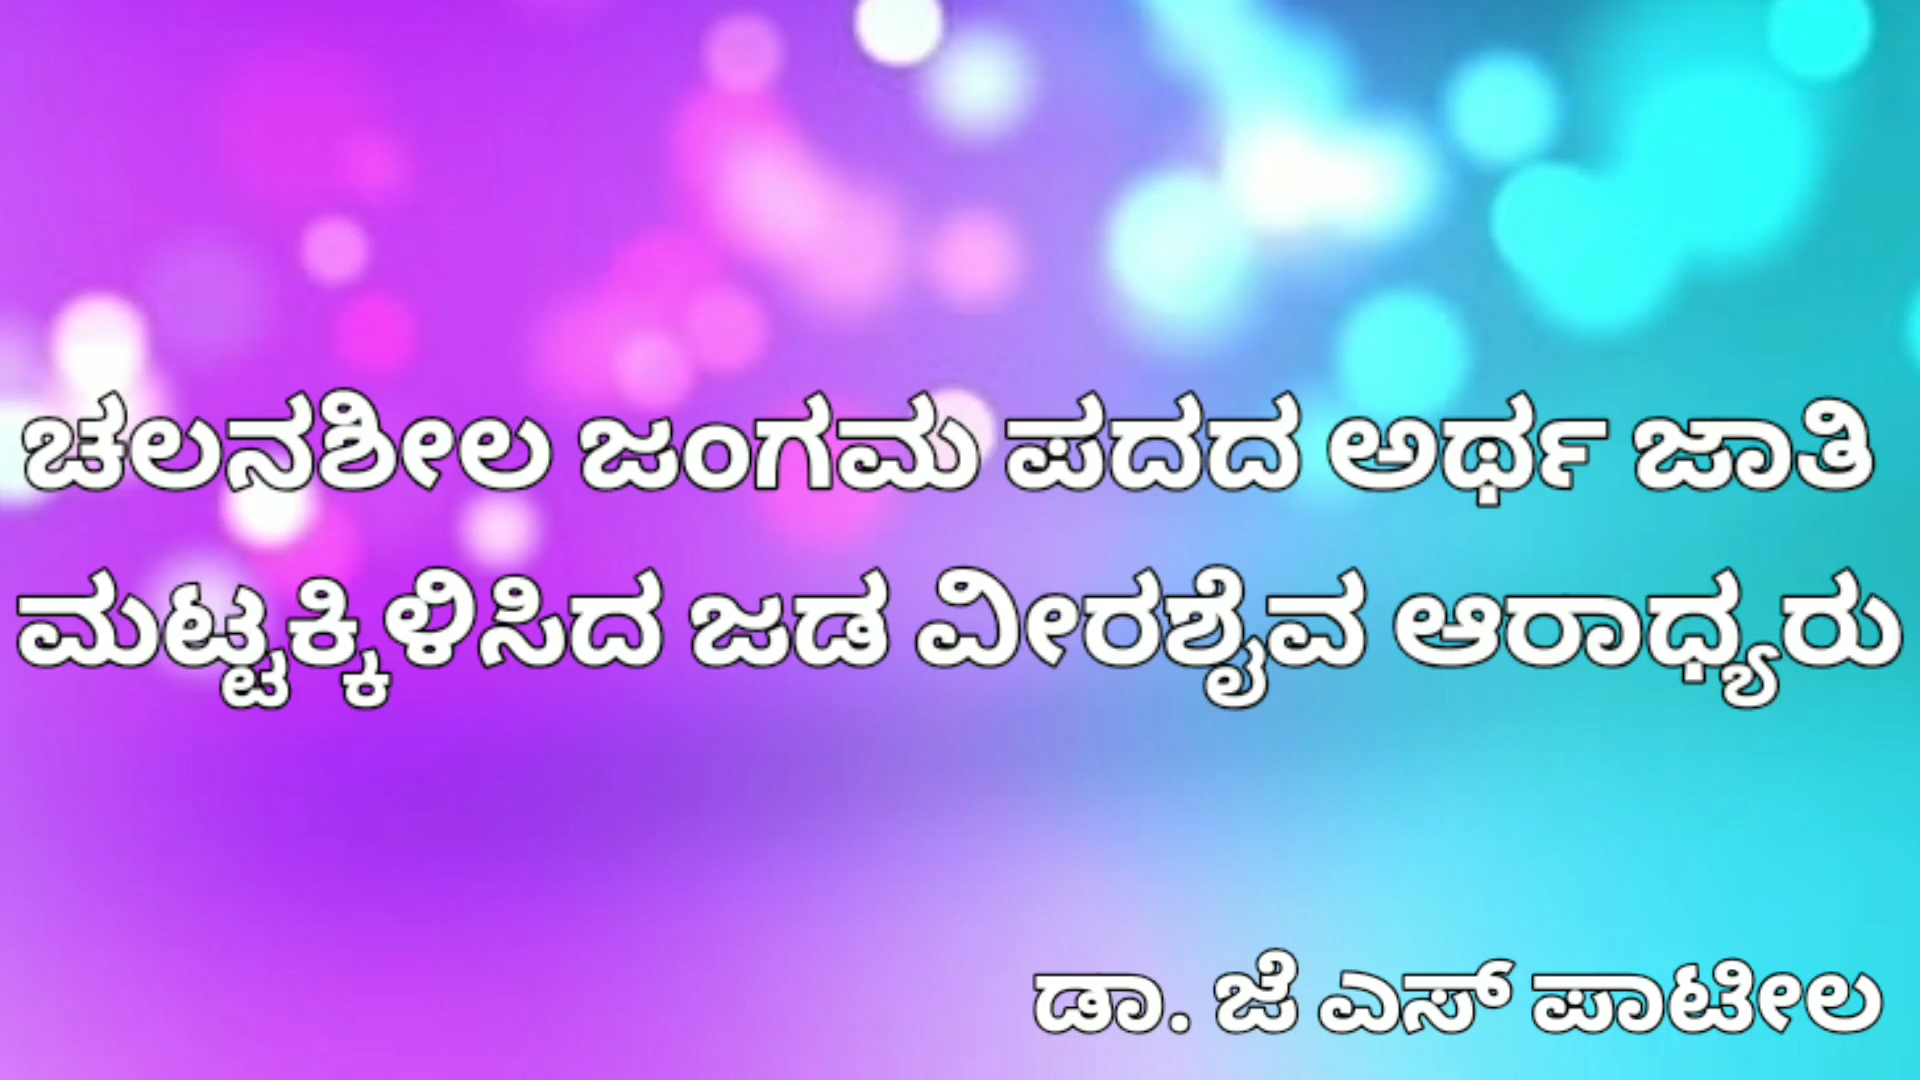 ಚಲನಶೀಲ ಜಂಗಮ ಪದದ ಅರ್ಥ ಜಾತಿ
ಮಟ್ಟಕ್ಕಿಳಿಸಿದ ಜಡ ವೀರಶೈವ ಆರಾಧ್ಯರು
ಡಾ. ಜೆ ಎಸ್ ಪಾಟೀಲ